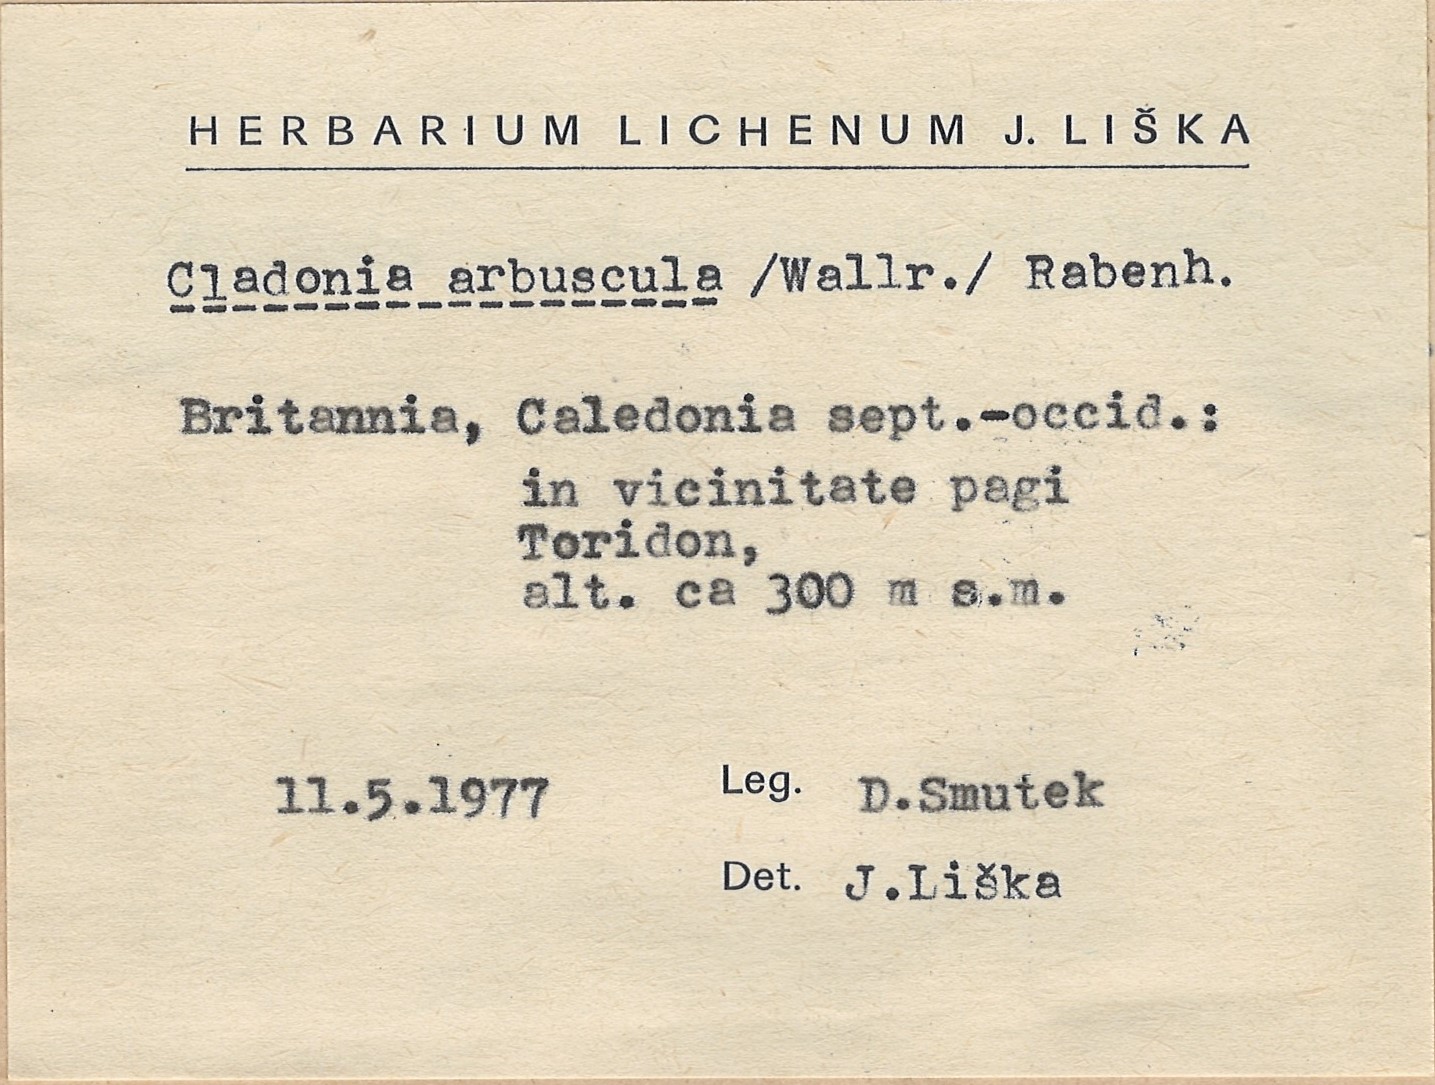 HERBARIUM LICHENUM J. LIŠKA
Cladonia arbuscula /Wallr./ Rabenh.
Britannia, Caledonia sept.-occid.:
in vicinitate pagi
Toridon,
alt. ca 300 m s.m.
11.5.1977 Leg. D.Smutek
Det. J.Liška